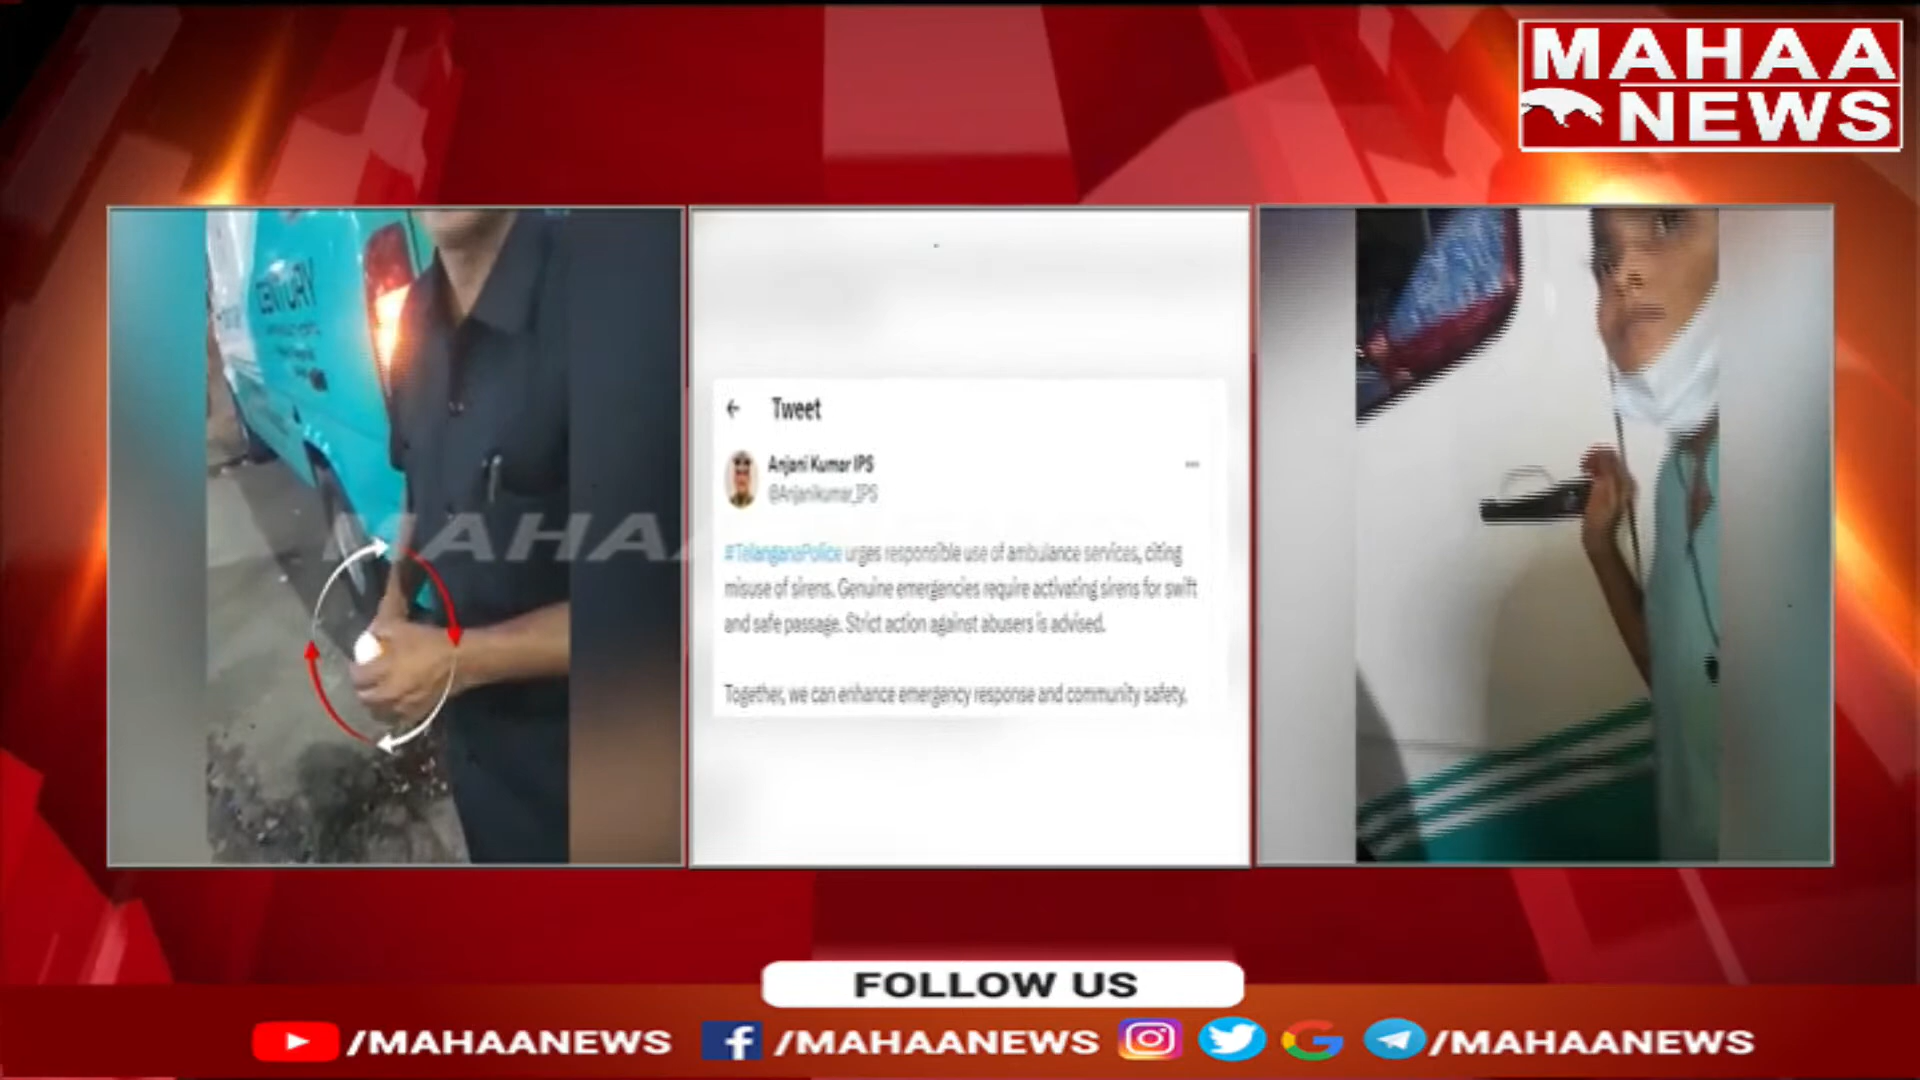 MAHAA
NEWS
CENTURY
MAHAA
Tweet
Anjani Kumar IPS
@Anjanikumar_IPS
#TelanganaPolice urges responsible use of ambulance services, citing
misuse of sirens. Genuine emergencies require activating sirens for swift
and safe passage. Strict action against abusers is advised.
Together, we can enhance emergency response and community safety.
FOLLOW US
/MAHAANEWS
/MAHAANEWS
/MAHAANEWS